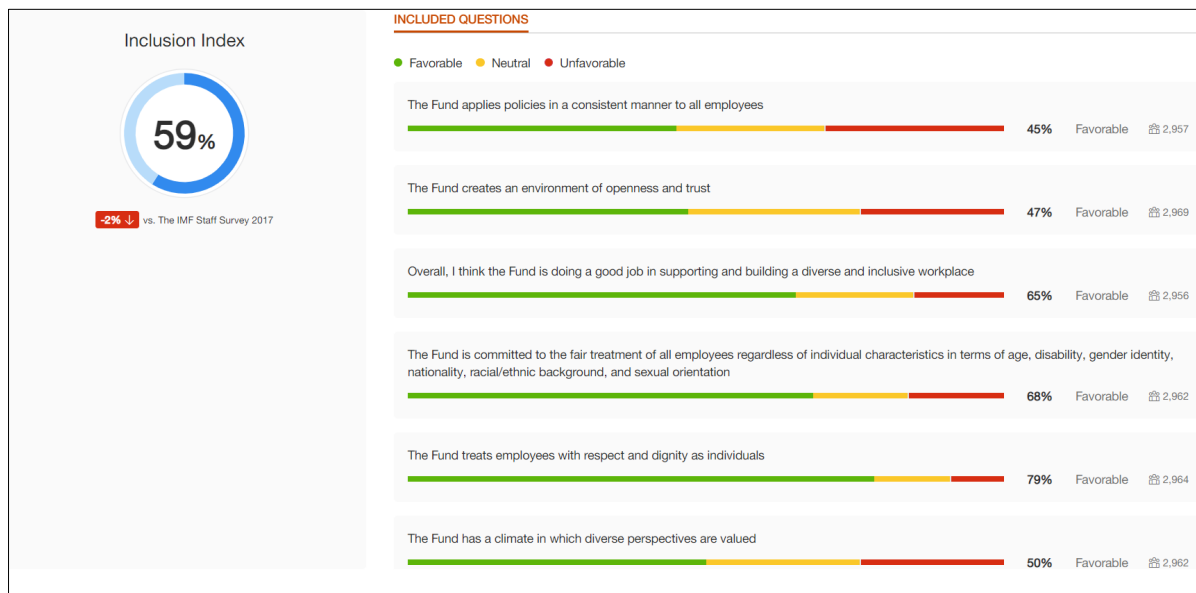 Inclusion Index
59%
-2% ↓ vs. The IMF Staff Survey 2017
INCLUDED QUESTIONS
Favorable Neutral Unfavorable
The Fund applies policies in a consistent manner to all employees
45% Favorable 2,957
The Fund creates an environment of openness and trust
47% Favorable 2,969
Overall, I think the Fund is doing a good job in supporting and building a diverse and inclusive workplace
65% Favorable 2,956
The Fund is committed to the fair treatment of all employees regardless of individual characteristics in terms of age, disability, gender identity,
nationality, racial/ethnic background, and sexual orientation
68% Favorable 2,962
The Fund treats employees with respect and dignity as individuals
79% Favorable 2,964
The Fund has a climate in which diverse perspectives are valued
50% Favorable 2,962